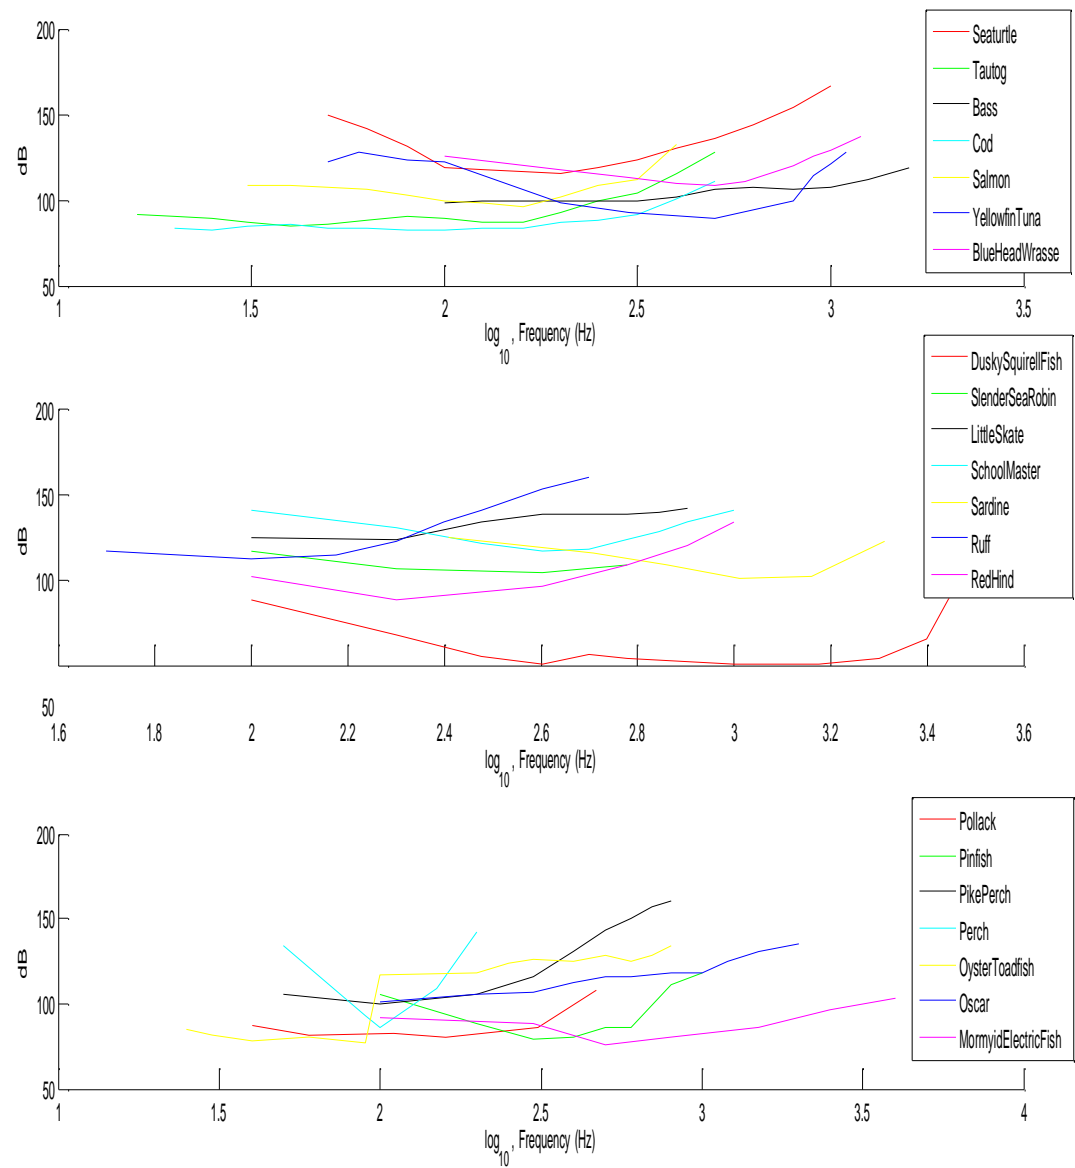 200
150
100
50
dB
1
1.5
2
2.5
3
3.5
log10, Frequency (Hz)
Seaturtle
Tautog
Bass
Cod
Salmon
YellowfinTuna
BlueHeadWrasse
200
150
100
50
dB
1.6
1.8
2
2.2
2.4
2.6
2.8
3
3.2
3.4
3.6
log10, Frequency (Hz)
DuskySquirellFish
SlenderSeaRobin
LittleSkate
SchoolMaster
Sardine
Ruff
RedHind
200
150
100
50
dB
1
1.5
2
2.5
3
3.5
4
log10, Frequency (Hz)
Pollack
Pinfish
PikePerch
Perch
OysterToadfish
Oscar
MormyidElectricFish